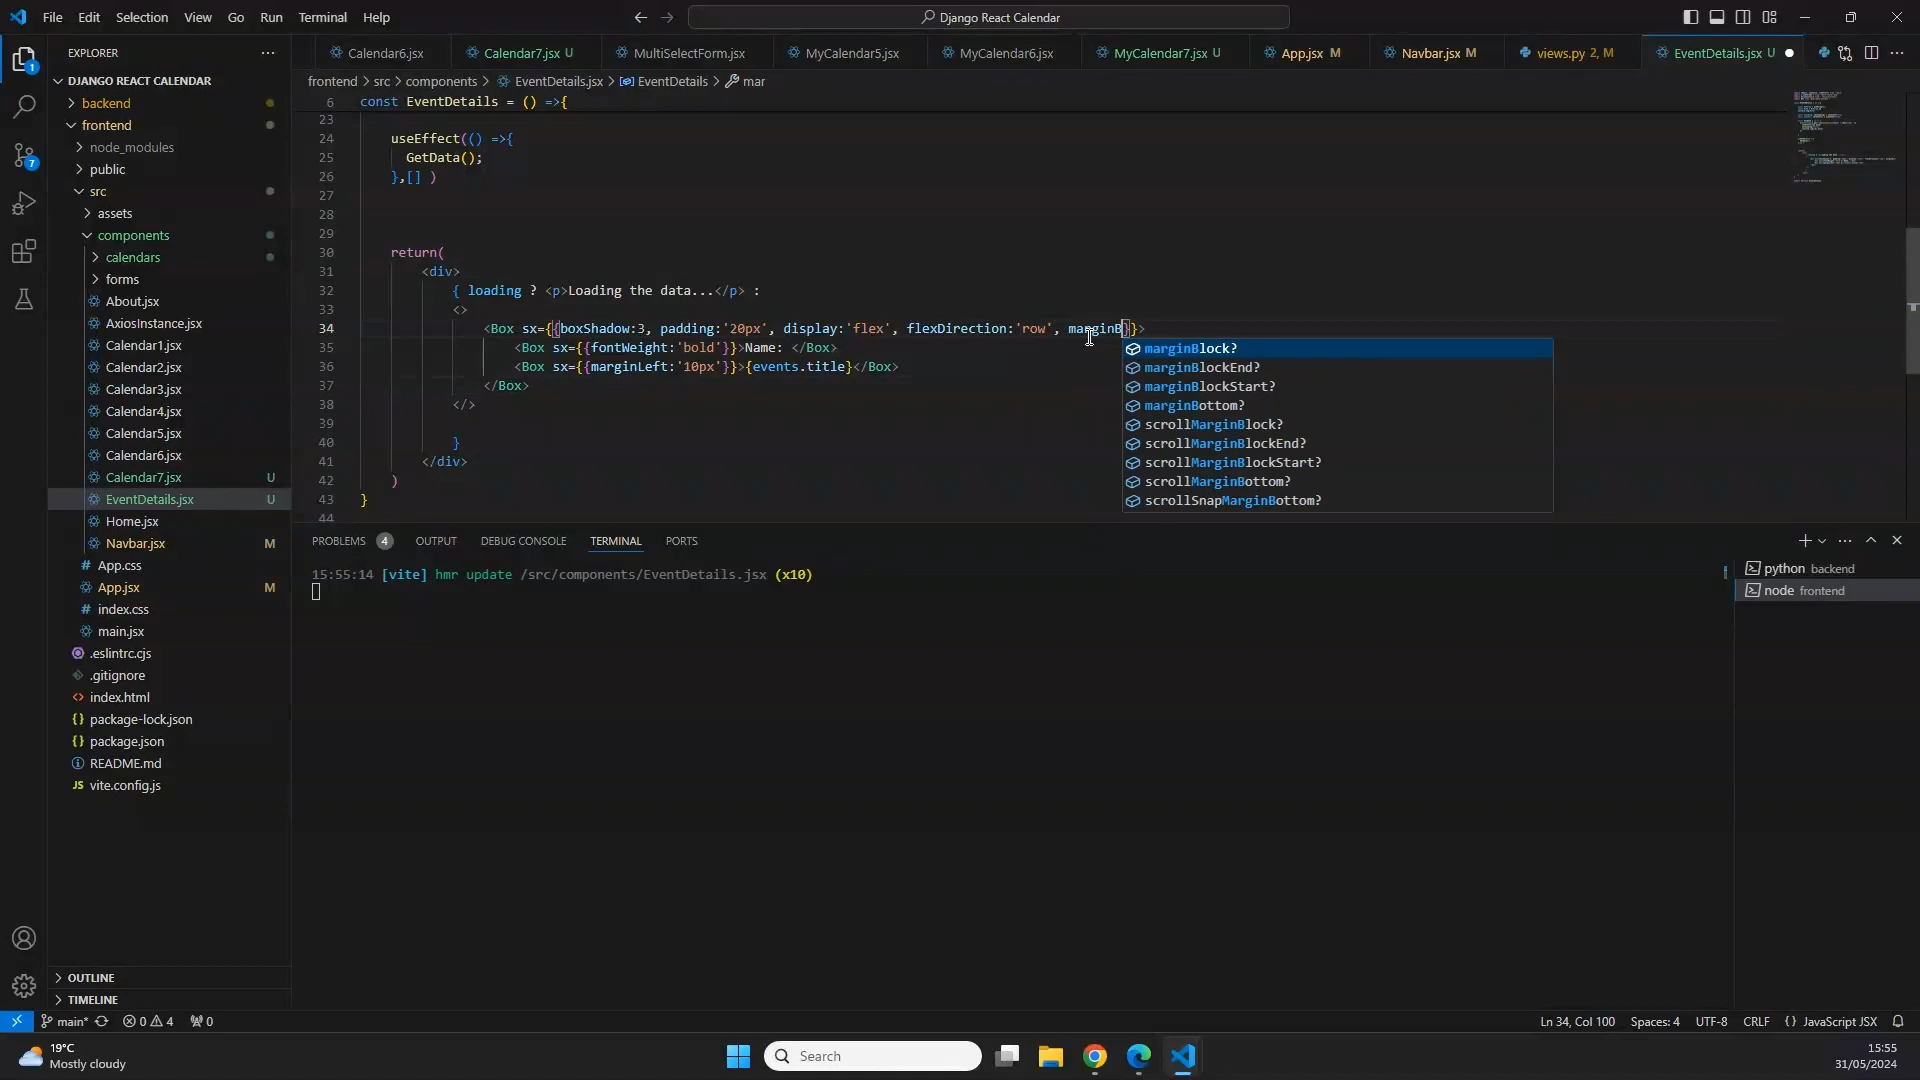 File Edit Selection View Go Run Terminal Help
Django React Calendar
EXPLORER
Calendar6.jsx
Calendar7.jsx U
MultiSelectForm.jsx
MyCalendar5.jsx
MyCalendar6.jsx
MyCalendar7.jsx U
App.jsx M
Navbar.jsx M
views.py 2, M
EventDetails.jsx U
frontend > src > components > EventDetails.jsx > EventDetails > mar
DJANGO REACT CALENDAR
backend
frontend
node_modules
public
src
assets
components
calendars
forms
About.jsx
AxiosInstance.jsx
Calendar1.jsx
Calendar2.jsx
Calendar3.jsx
Calendar4.jsx
Calendar5.jsx
Calendar6.jsx
Calendar7.jsx U
EventDetails.jsx U
Home.jsx
Navbar.jsx M
App.css
App.jsx M
index.css
main.jsx
.eslintrc.cjs
.gitignore
index.html
package-lock.json
package.json
README.md
vite.config.js
OUTLINE
TIMELINE
1
7
6 const EventDetails = () =>{
23
24 useEffect(() =>{
25 GetData();
26 },[] )
27
28
29
30 return(
31 <div>
32 { loading ? <p>Loading the data...</p> :
33 <>
34 <Box sx={{boxShadow:3, padding:'20px', display:'flex', flexDirection:'row', marginB}}>
35 <Box sx={{fontWeight:'bold'}}>Name: </Box>
36 <Box sx={{marginLeft:'10px'}}>{events.title}</Box>
37 </Box>
38 </>
39
40 }
41 </div>
42 )
43 }
44
marginBlock?
marginBlockEnd?
marginBlockStart?
marginBottom?
scrollMarginBlock?
scrollMarginBlockEnd?
scrollMarginBlockStart?
scrollMarginBottom?
scrollSnapMarginBottom?
PROBLEMS 4 OUTPUT DEBUG CONSOLE TERMINAL PORTS
15:55:14 [vite] hmr update /src/components/EventDetails.jsx (x10)
python backend
node frontend
main* 0 4 0
Ln 34, Col 100 Spaces: 4 UTF-8 CRLF {} JavaScript JSX
19°C
Mostly cloudy
Search
15:55
31/05/2024